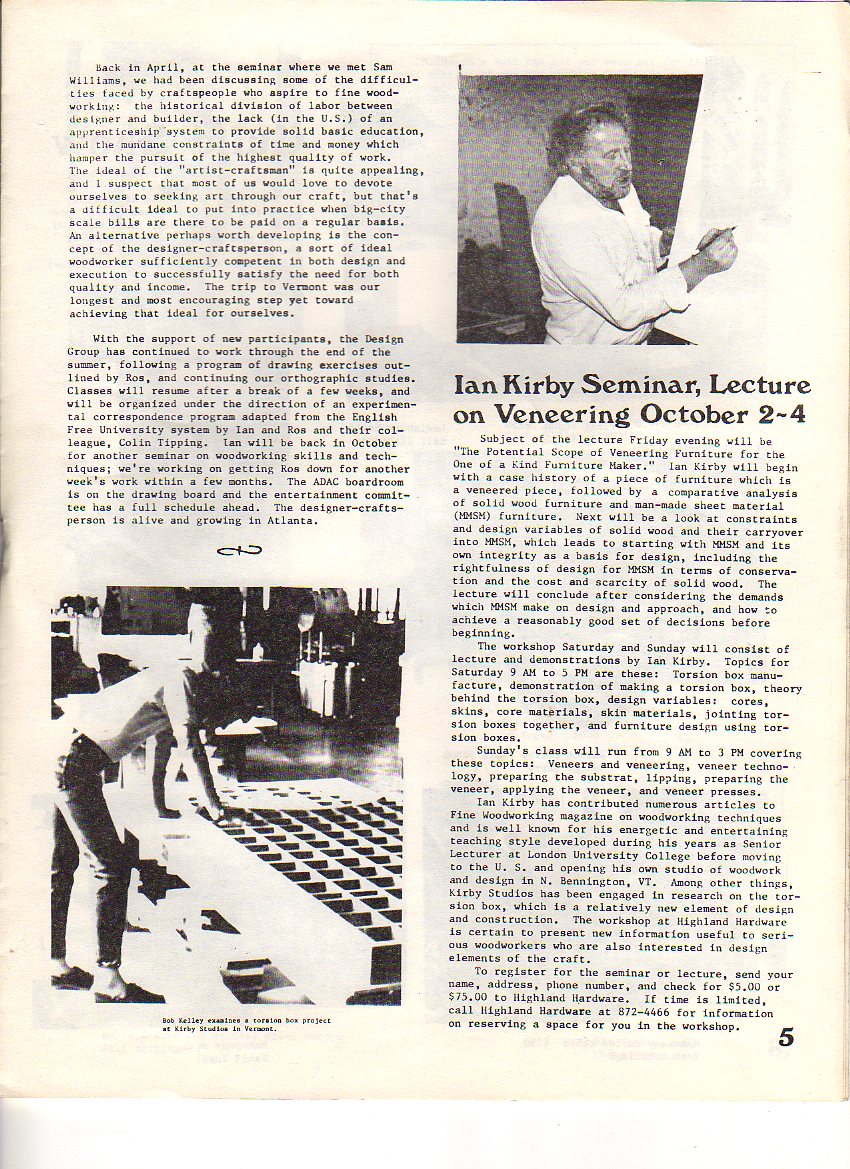 Back in April, at the seminar where we met Sam
Williams, we had been discussing some of the difficul-
ties faced by craftspeople who aspire to fine wood-
working: the historical division of labor between
designer and builder, the lack (in the U.S.) of an
apprenticeship system to provide solid basic education,
and the mundane constraints of time and money which
hamper the pursuit of the highest quality of work.
The ideal of the "artist-craftsman" is quite appealing,
and I suspect that most of us would love to devote
ourselves to seeking art through our craft, but that's
a difficult ideal to put into practice when big-city
scale bills are there to be paid on a regular basis.
An alternative perhaps worth developing is the con-
cept of the designer-craftsperson, a sort of ideal
woodworker sufficiently competent in both design and
execution to successfully satisfy the need for both
quality and income. The trip to Vermont was our
longest and most encouraging step yet toward
achieving that ideal for ourselves.
With the support of new participants, the Design
Group has continued to work through the end of the
summer, following a program of drawing exercises out-
lined by Ros, and continuing our orthographic studies.
Classes will resume after a break of a few weeks, and
will be organized under the direction of an experimen-
tal correspondence program adapted from the English
Free University system by Ian and Ros and their col-
league, Colin Tipping. Ian will be back in October
for another seminar on woodworking skills and tech-
niques; we're working on getting Ros down for another
week's work within a few months. The ADAC boardroom
is on the drawing board and the entertainment commit-
tee has a full schedule ahead. The designer-crafts-
person is alive and growing in Atlanta.
Bob Kelley examines a torsion box project
at Kirby Studios in Vermont.
Ian Kirby Seminar, Lecture
on Veneering October 2~4
Subject of the lecture Friday evening will be
"The Potential Scope of Veneering Furniture for the
One of a Kind Furniture Maker." Ian Kirby will begin
with a case history of a piece of furniture which is
a veneered piece, followed by a comparative analysis
of solid wood furniture and man-made sheet material
(MMSM) furniture. Next will be a look at constraints
and design variables of solid wood and their carryover
into MMSM, which leads to starting with MMSM and its
own integrity as a basis for design, including the
rightfulness of design for MMSM in terms of conserva-
tion and the cost and scarcity of solid wood. The
lecture will conclude after considering the demands
which MMSM make on design and approach, and how to
achieve a reasonably good set of decisions before
beginning.
The workshop Saturday and Sunday will consist of
lecture and demonstrations by Ian Kirby. Topics for
Saturday 9 AM to 5 PM are these: Torsion box manu-
facture, demonstration of making a torsion box, theory
behind the torsion box, design variables: cores,
skins, core materials, skin materials, jointing tor-
sion boxes together, and furniture design using tor-
sion boxes.
Sunday's class will run from 9 AM to 3 PM covering
these topics: Veneers and veneering, veneer techno-
logy, preparing the substrat, lipping, preparing the
veneer, applying the veneer, and veneer presses.
Ian Kirby has contributed numerous articles to
Fine Woodworking magazine on woodworking techniques
and is well known for his energetic and entertaining
teaching style developed during his years as Senior
Lecturer at London University College before moving
to the U. S. and opening his own studio of woodwork
and design in N. Bennington, VT. Among other things,
Kirby Studios has been engaged in research on the tor-
sion box, which is a relatively new element of design
and construction. The workshop at Highland Hardware
is certain to present new information useful to seri-
ous woodworkers who are also interested in design
elements of the craft.
To register for the seminar or lecture, send your
name, address, phone number, and check for $5.00 or
$75.00 to Highland Hardware. If time is limited,
call Highland Hardware at 872-4466 for information
on reserving a space for you in the workshop.
5